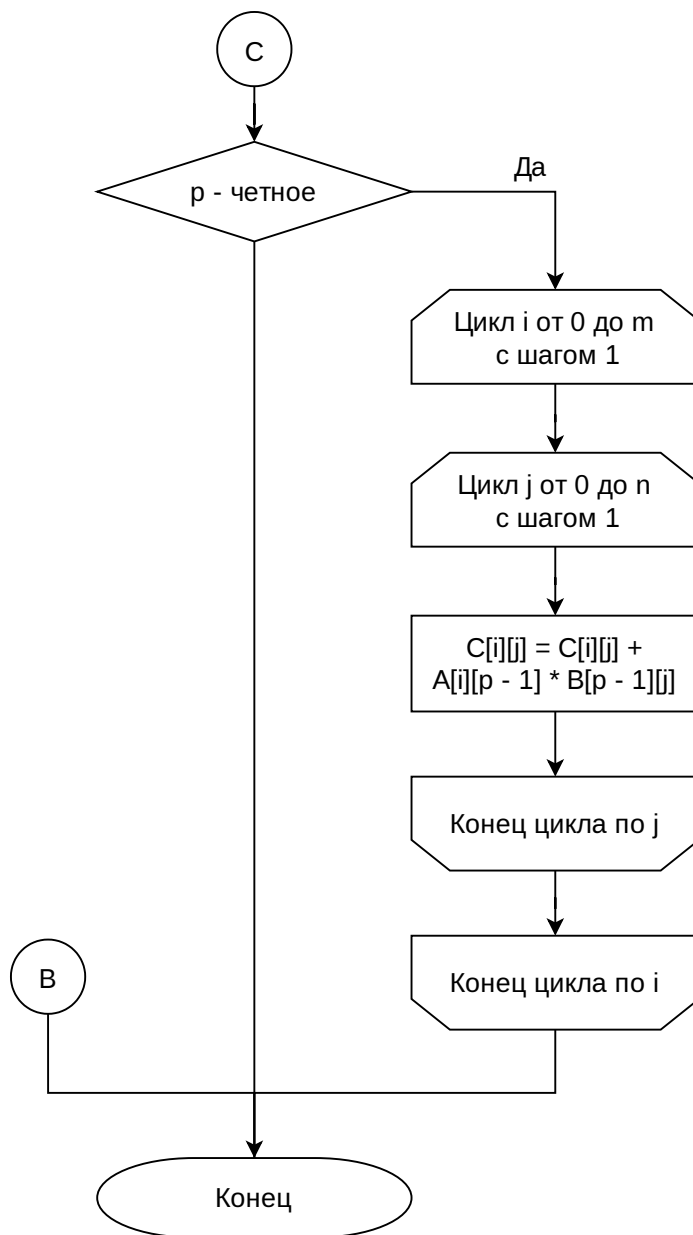 C
p - четное
Да
Цикл i от 0 до m
с шагом 1
Цикл j от 0 до n
с шагом 1
C[i][j] = C[i][j] +
A[i][p - 1] * B[p - 1][j]
Конец цикла по j
B
Конец цикла по i
Конец